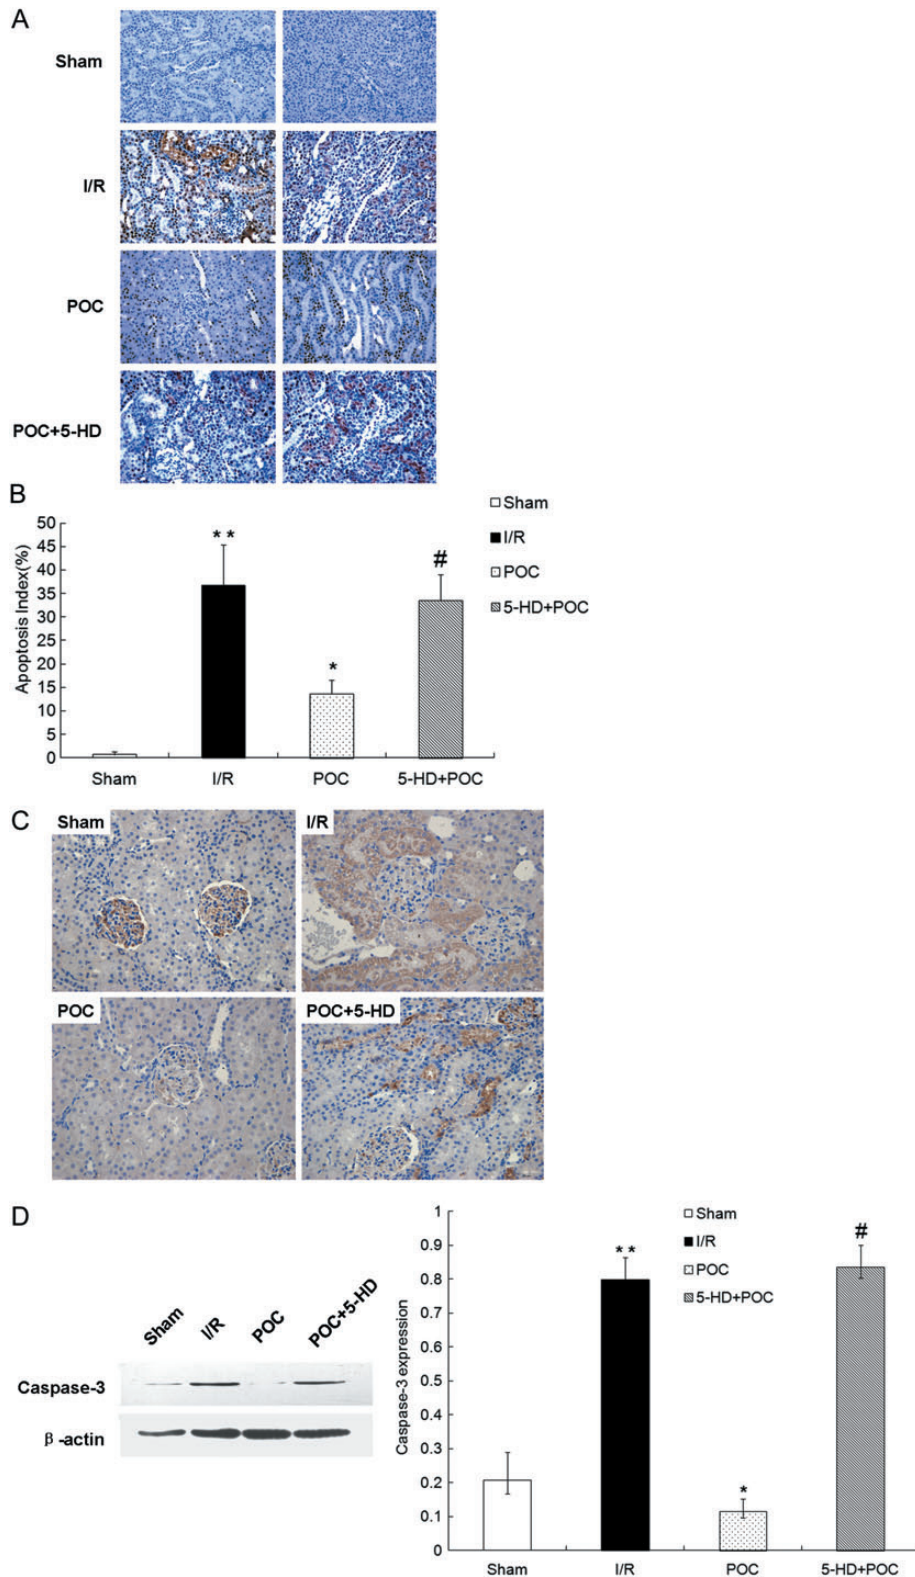 A
Sham
I/R
POC
POC+5-HD
B
Apoptosis Index(%)
50
45
40
35
30
25
20
15
10
5
0
**
*
#
Sham
I/R
POC
5-HD+POC
Sham
I/R
POC
5-HD+POC
C
Sham
I/R
POC
POC+5-HD
D
Sham
I/R
POC
POC+5-HD
Caspase-3
β-actin
Caspase-3 expression
1
0.9
0.8
0.7
0.6
0.5
0.4
0.3
0.2
0.1
0
**
*
#
Sham
I/R
POC
5-HD+POC
Sham
I/R
POC
5-HD+POC